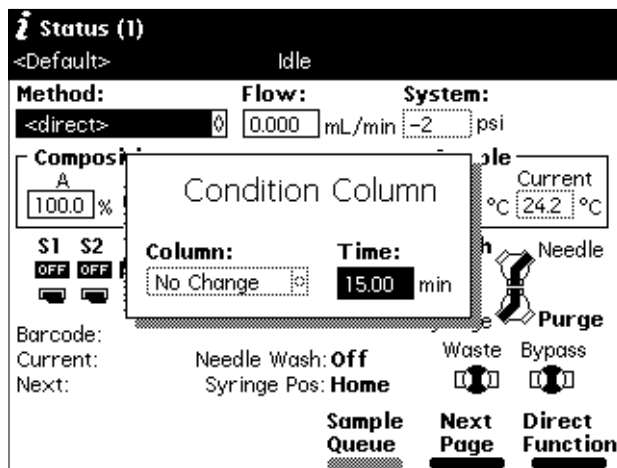 i Status (1)
<Default> Idle
Method: Flow: System:
<direct> 0.000 mL/min -2 psi
A Current
100.0 % °C 24.2 °C
Condition Column
Column: Time:
No Change 15.00 min
S1 S2 Needle
OFF OFF
Purge
Barcode:
Current: Needle Wash: Off Waste Bypass
Next: Syringe Pos: Home
Sample Next Direct
Queue Page Function